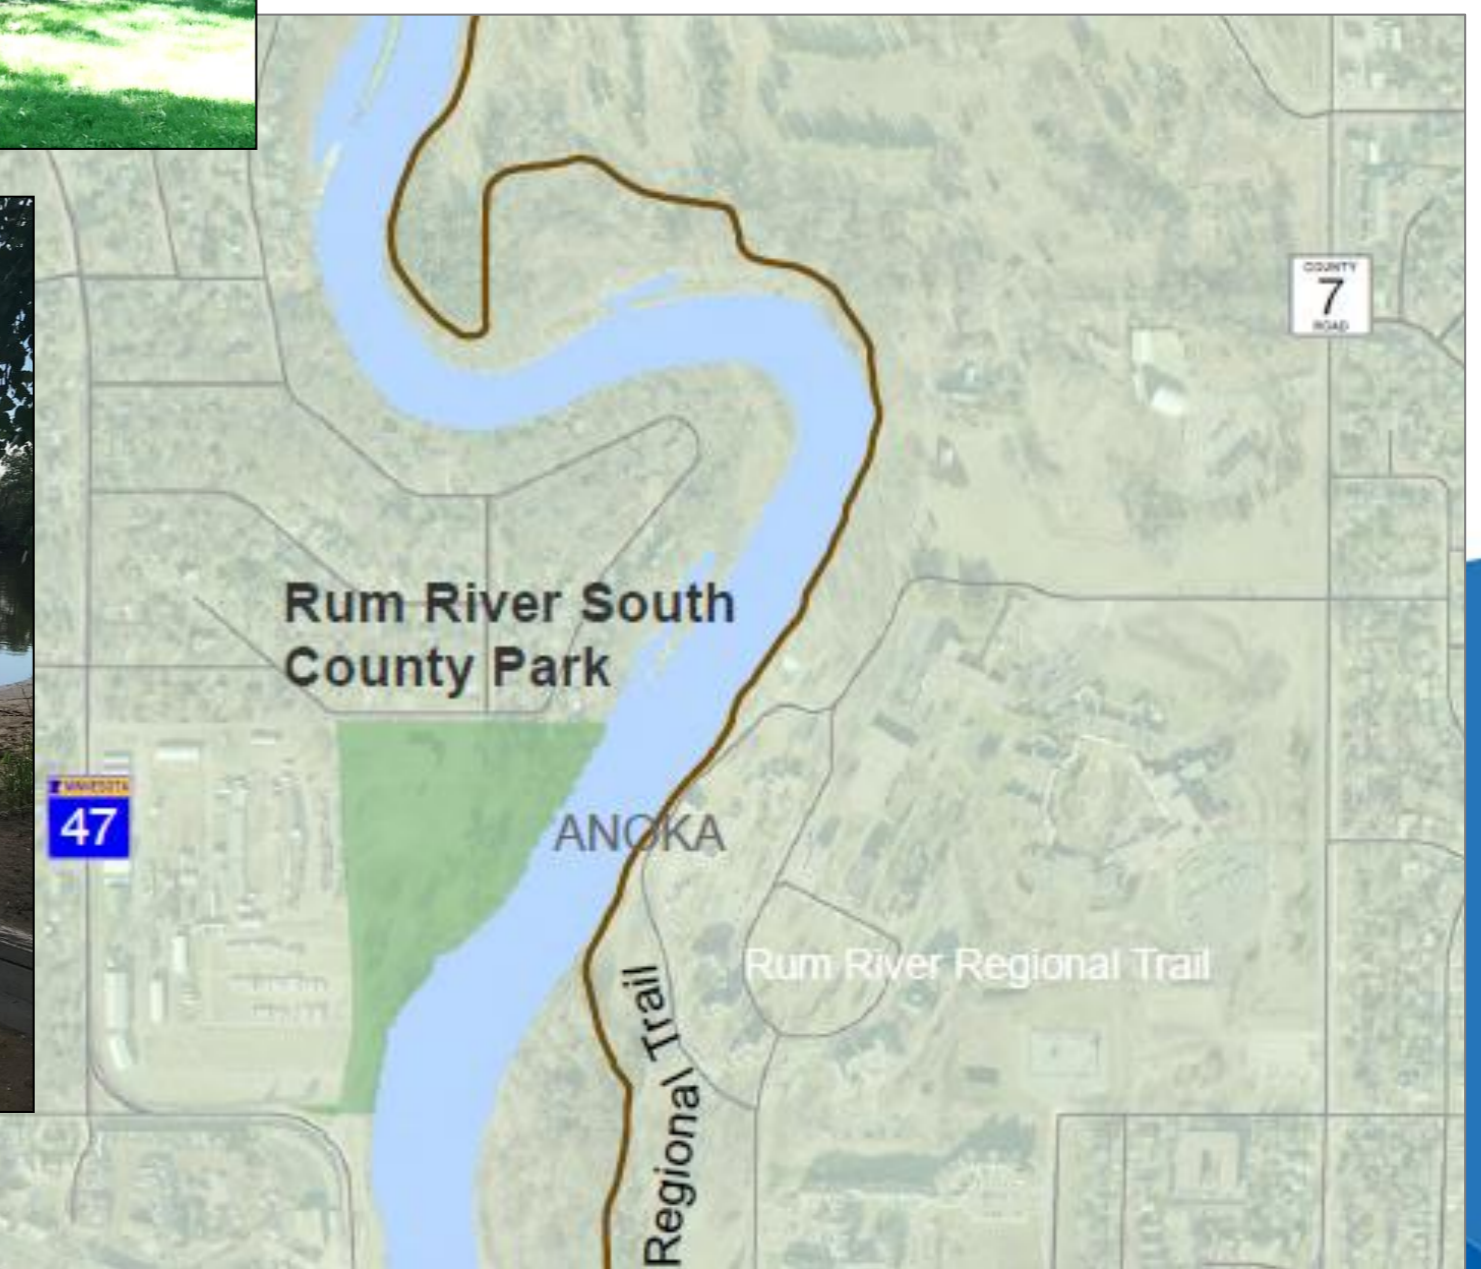 COUNTY
7
ROAD
Rum River South
County Park
MINNESOTA
47
ANOKA
Rum River Regional Trail
Regional Trail